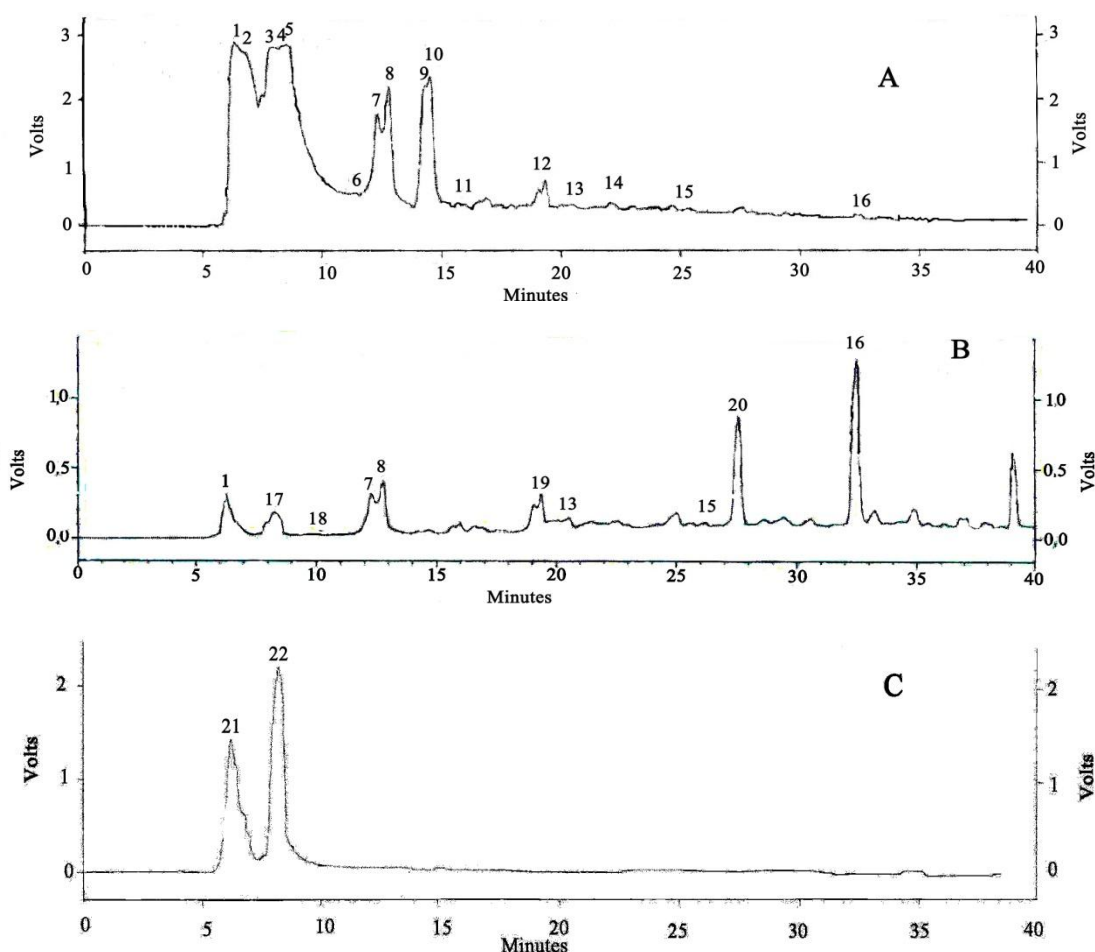 A
3 2 1 0
Volts
1 2 3 4 5 6 7 8 9 10 11 12 13 14 15 16
3 2 1 0
Volts
0 5 10 15 20 25 30 35 40
Minutes
B
1,0 0,5 0,0
Volts
1 17 18 7 8 19 13 15 20 16
1,0 0,5 0,0
Volts
0 5 10 15 20 25 30 35 40
Minutes
C
2 1 0
Volts
21 22
2 1 0
Volts
0 5 10 15 20 25 30 35 40
Minutes